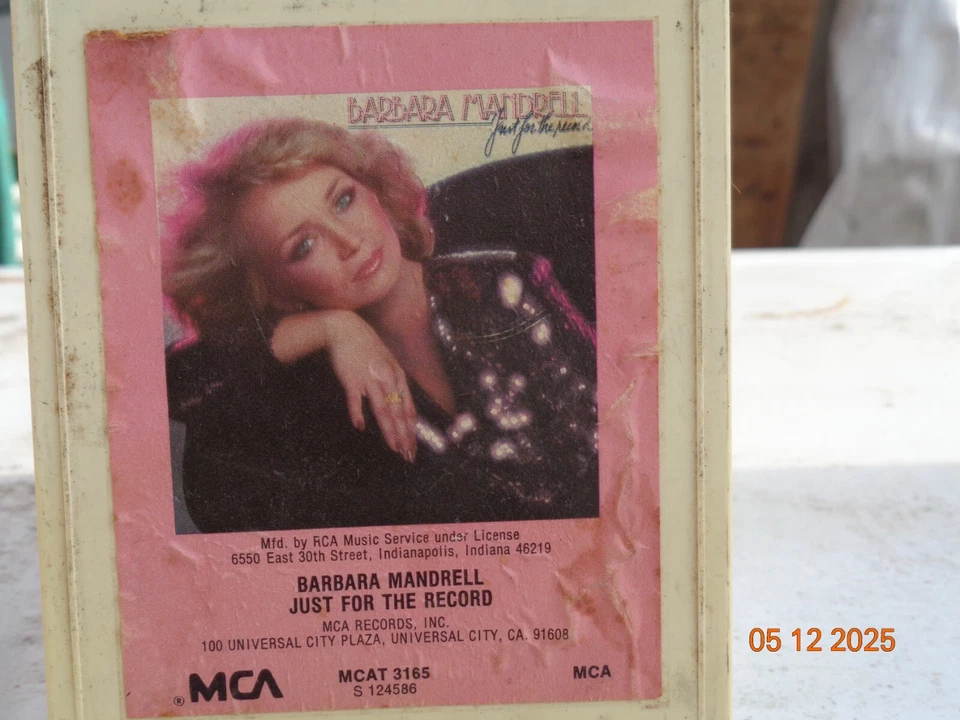 BARBARA MANDRELL
Just for the record
Mfd. by RCA Music Service under License
6550 East 30th Street, Indianapolis, Indiana 46219
BARBARA MANDRELL
JUST FOR THE RECORD
MCA RECORDS, INC.
100 UNIVERSAL CITY PLAZA, UNIVERSAL CITY, CA. 91608
® MCA MCAT 3165 MCA
S 124586
05 12 2025